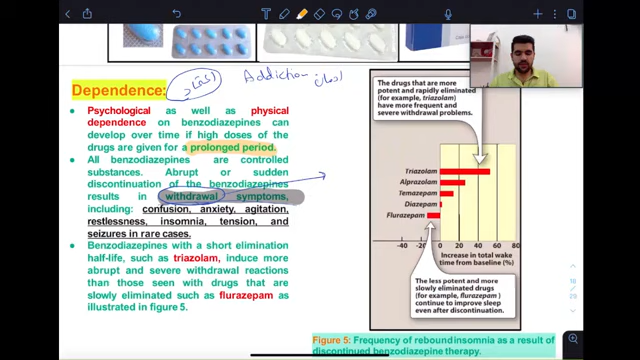 Dependence:
اعتماد
Addiction ادمان
Psychological as well as physical
dependence on benzodiazepines can
develop over time if high doses of the
drugs are given for a prolonged period.
All benzodiazepines are controlled
substances. Abrupt or sudden
discontinuation of the benzodiazepines
results in withdrawal symptoms,
including: confusion, anxiety, agitation,
restlessness, insomnia, tension, and
seizures in rare cases.
Benzodiazepines with a short elimination
half-life, such as triazolam, induce more
abrupt and severe withdrawal reactions
than those seen with drugs that are
slowly eliminated such as flurazepam as
illustrated in figure 5.
The drugs that are more
potent and rapidly eliminated
(for example, triazolam)
have more frequent and
severe withdrawal problems.
Triazolam
Alprazolam
Temazepam
Diazepam
Flurazepam
-40 -20 0 20 40 60 80
Increase in total wake
time from baseline (%)
The less potent and more
slowly eliminated drugs
(for example, flurazepam)
continue to improve sleep
even after discontinuation.
Figure 5: Frequency of rebound insomnia as a result of
discontinued benzodiazepine therapy.
18
29